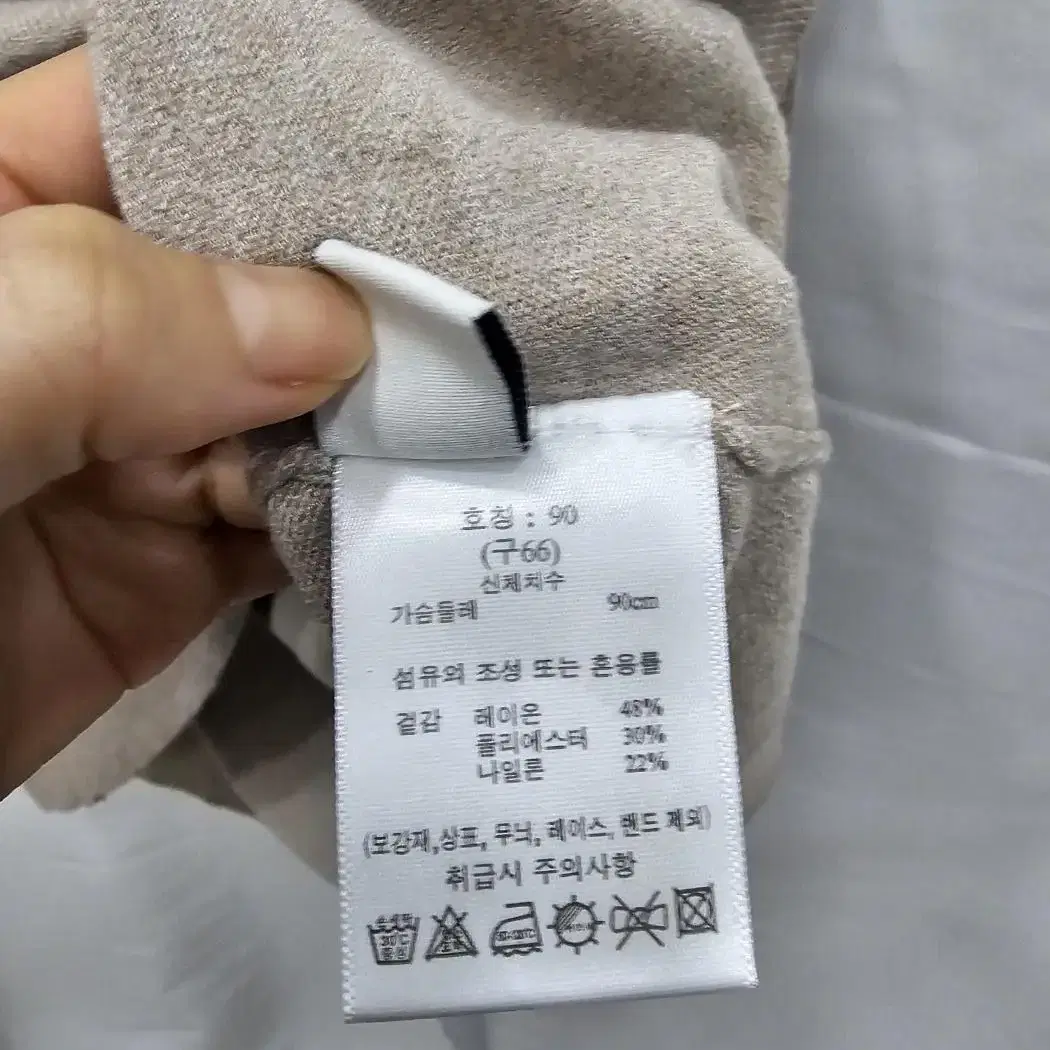 호칭 : 90
(구66)
신체치수
가슴둘레 90cm
섬유의 조성 또는 혼용률
겉감 레이온 48%
폴리에스터 30%
나일론 22%
(보강재,상표, 무늬, 레이스, 밴드 제외)
취급시 주의사항
30℃